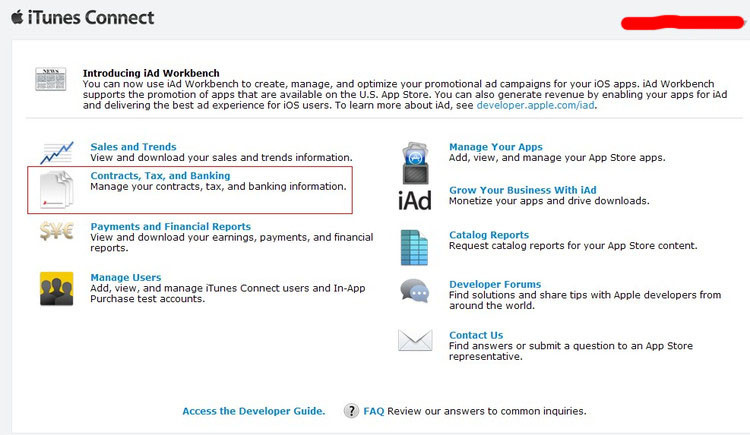 iTunes Connect
NEWS
Introducing iAd Workbench
You can now use iAd Workbench to create, manage, and optimize your promotional ad campaigns for your iOS apps. iAd Workbench
supports the promotion of apps that are available on the U.S. App Store. You can also generate revenue by enabling your apps for iAd
and delivering the best ad experience for iOS users. To learn more about iAd, see developer.apple.com/iad.
Sales and Trends
View and download your sales and trends information.
Contracts, Tax, and Banking
Manage your contracts, tax, and banking information.
$¥€
Payments and Financial Reports
View and download your earnings, payments, and financial
reports.
Manage Users
Add, view, and manage iTunes Connect users and In-App
Purchase test accounts.
Manage Your Apps
Add, view, and manage your App Store apps.
iAd
Grow Your Business With iAd
Monetize your apps and drive downloads.
Catalog Reports
Request catalog reports for your App Store content.
Developer Forums
Find solutions and share tips with Apple developers from
around the world.
Contact Us
Find answers or submit a question to an App Store
representative.
Access the Developer Guide. ? FAQ Review our answers to common inquiries.